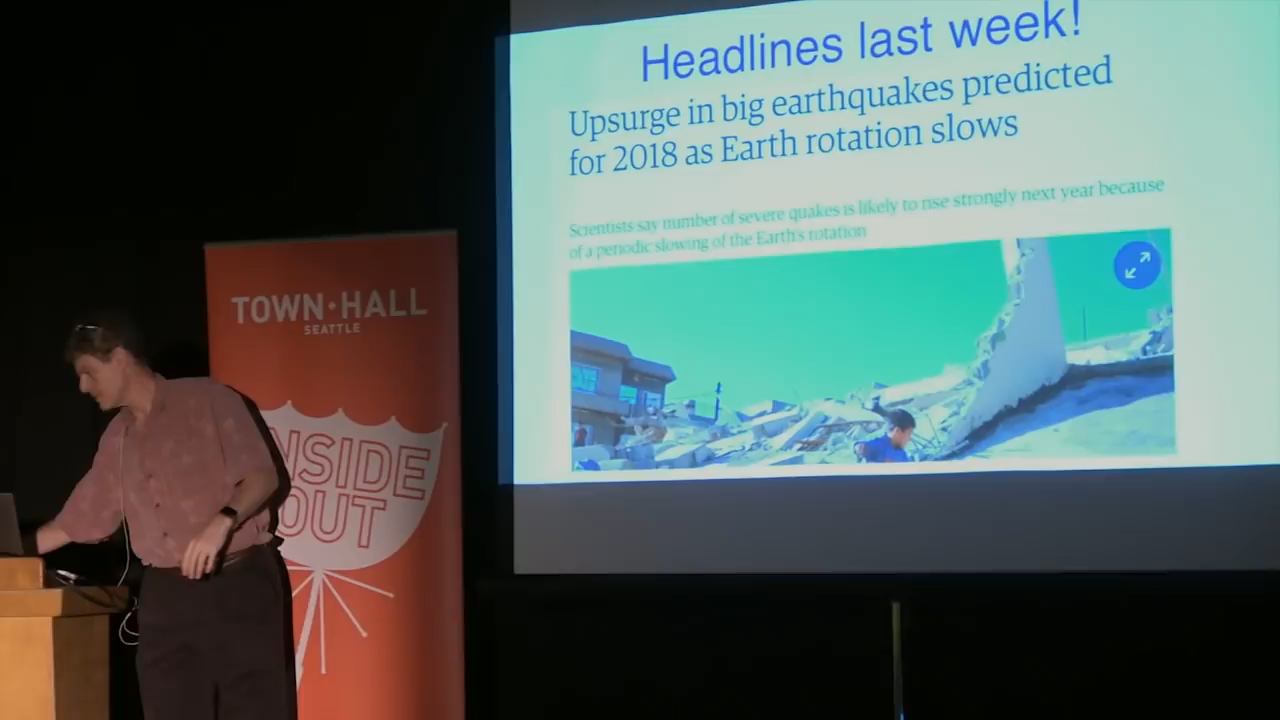 Headlines last week!
Upsurge in big earthquakes predicted
for 2018 as Earth rotation slows
Scientists say number of severe quakes is likely to rise strongly next year because
of a periodic slowing of the Earth's rotation
TOWN HALL
SEATTLE
INSIDE
OUT